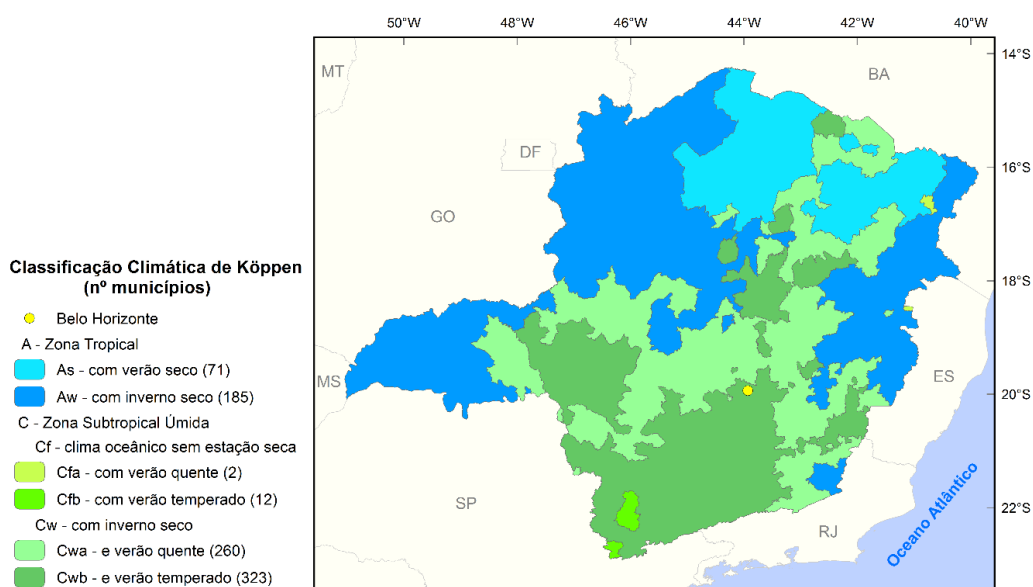 50°W 48°W 46°W 44°W 42°W 40°W
14°S
MT
BA
DF
16°S
GO
18°S
Classificação Climática de Köppen
(nº municípios)
Belo Horizonte
A - Zona Tropical
As - com verão seco (71)
Aw - com inverno seco (185)
C - Zona Subtropical Úmida
Cf - clima oceânico sem estação seca
Cfa - com verão quente (2)
Cfb - com verão temperado (12)
Cw - com inverno seco
Cwa - e verão quente (260)
Cwb - e verão temperado (323)
MS
ES
20°S
SP
22°S
RJ
Oceano Atlântico